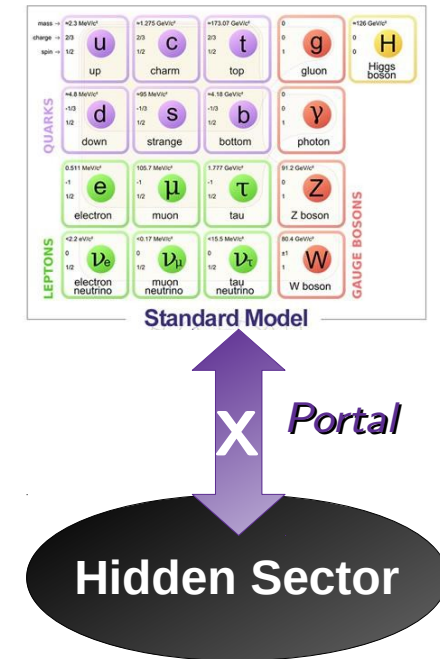 mass → ≈2.3 MeV/c² ≈1.275 GeV/c² ≈173.07 GeV/c² 0 ≈126 GeV/c²
charge → 2/3 2/3 2/3 0 0
spin → 1/2 1/2 1/2 1 0
u c t g H
up charm top gluon Higgs
boson
QUARKS
≈4.8 MeV/c² ≈95 MeV/c² ≈4.18 GeV/c² 0
-1/3 -1/3 -1/3 0
1/2 1/2 1/2 1
d s b γ
down strange bottom photon
0.511 MeV/c² 105.7 MeV/c² 1.777 GeV/c² 91.2 GeV/c²
-1 -1 -1 0
1/2 1/2 1/2 1
e μ τ Z
electron muon tau Z boson
LEPTONS
GAUGE BOSONS
<2.2 eV/c² <0.17 MeV/c² <15.5 MeV/c² 80.4 GeV/c²
0 0 0 ±1
1/2 1/2 1/2 1
νe νμ ντ W
electron muon tau W boson
neutrino neutrino neutrino
Standard Model
X Portal
Hidden Sector